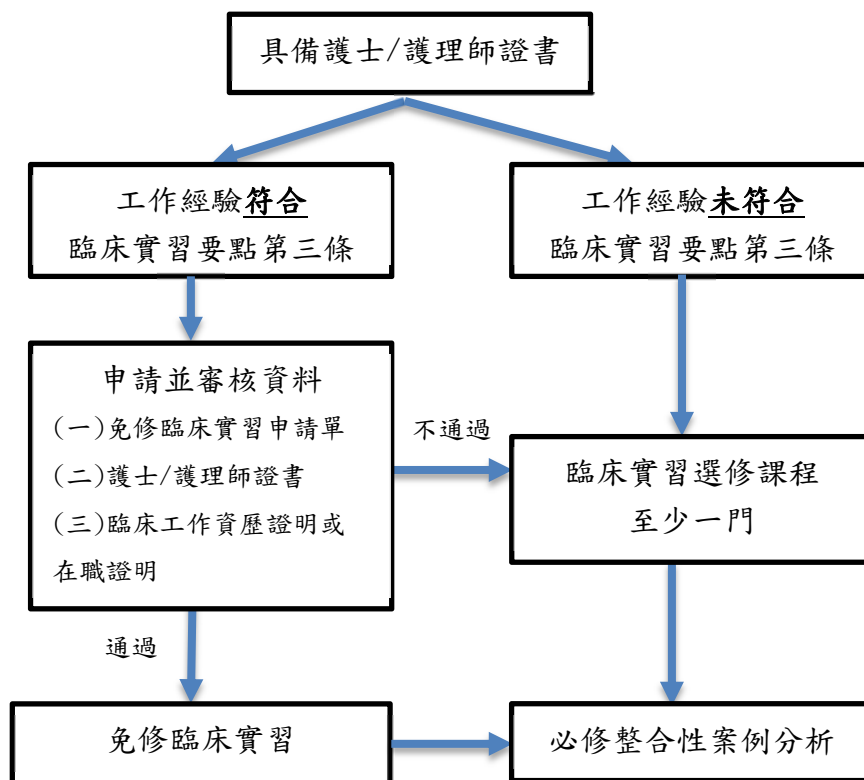 具備護士/護理師證書
工作經驗符合
臨床實習要點第三條
工作經驗未符合
臨床實習要點第三條
申請並審核資料
(一)免修臨床實習申請單
(二)護士/護理師證書
(三)臨床工作資歷證明或
在職證明
不通過
臨床實習選修課程
至少一門
通過
免修臨床實習
必修整合性案例分析